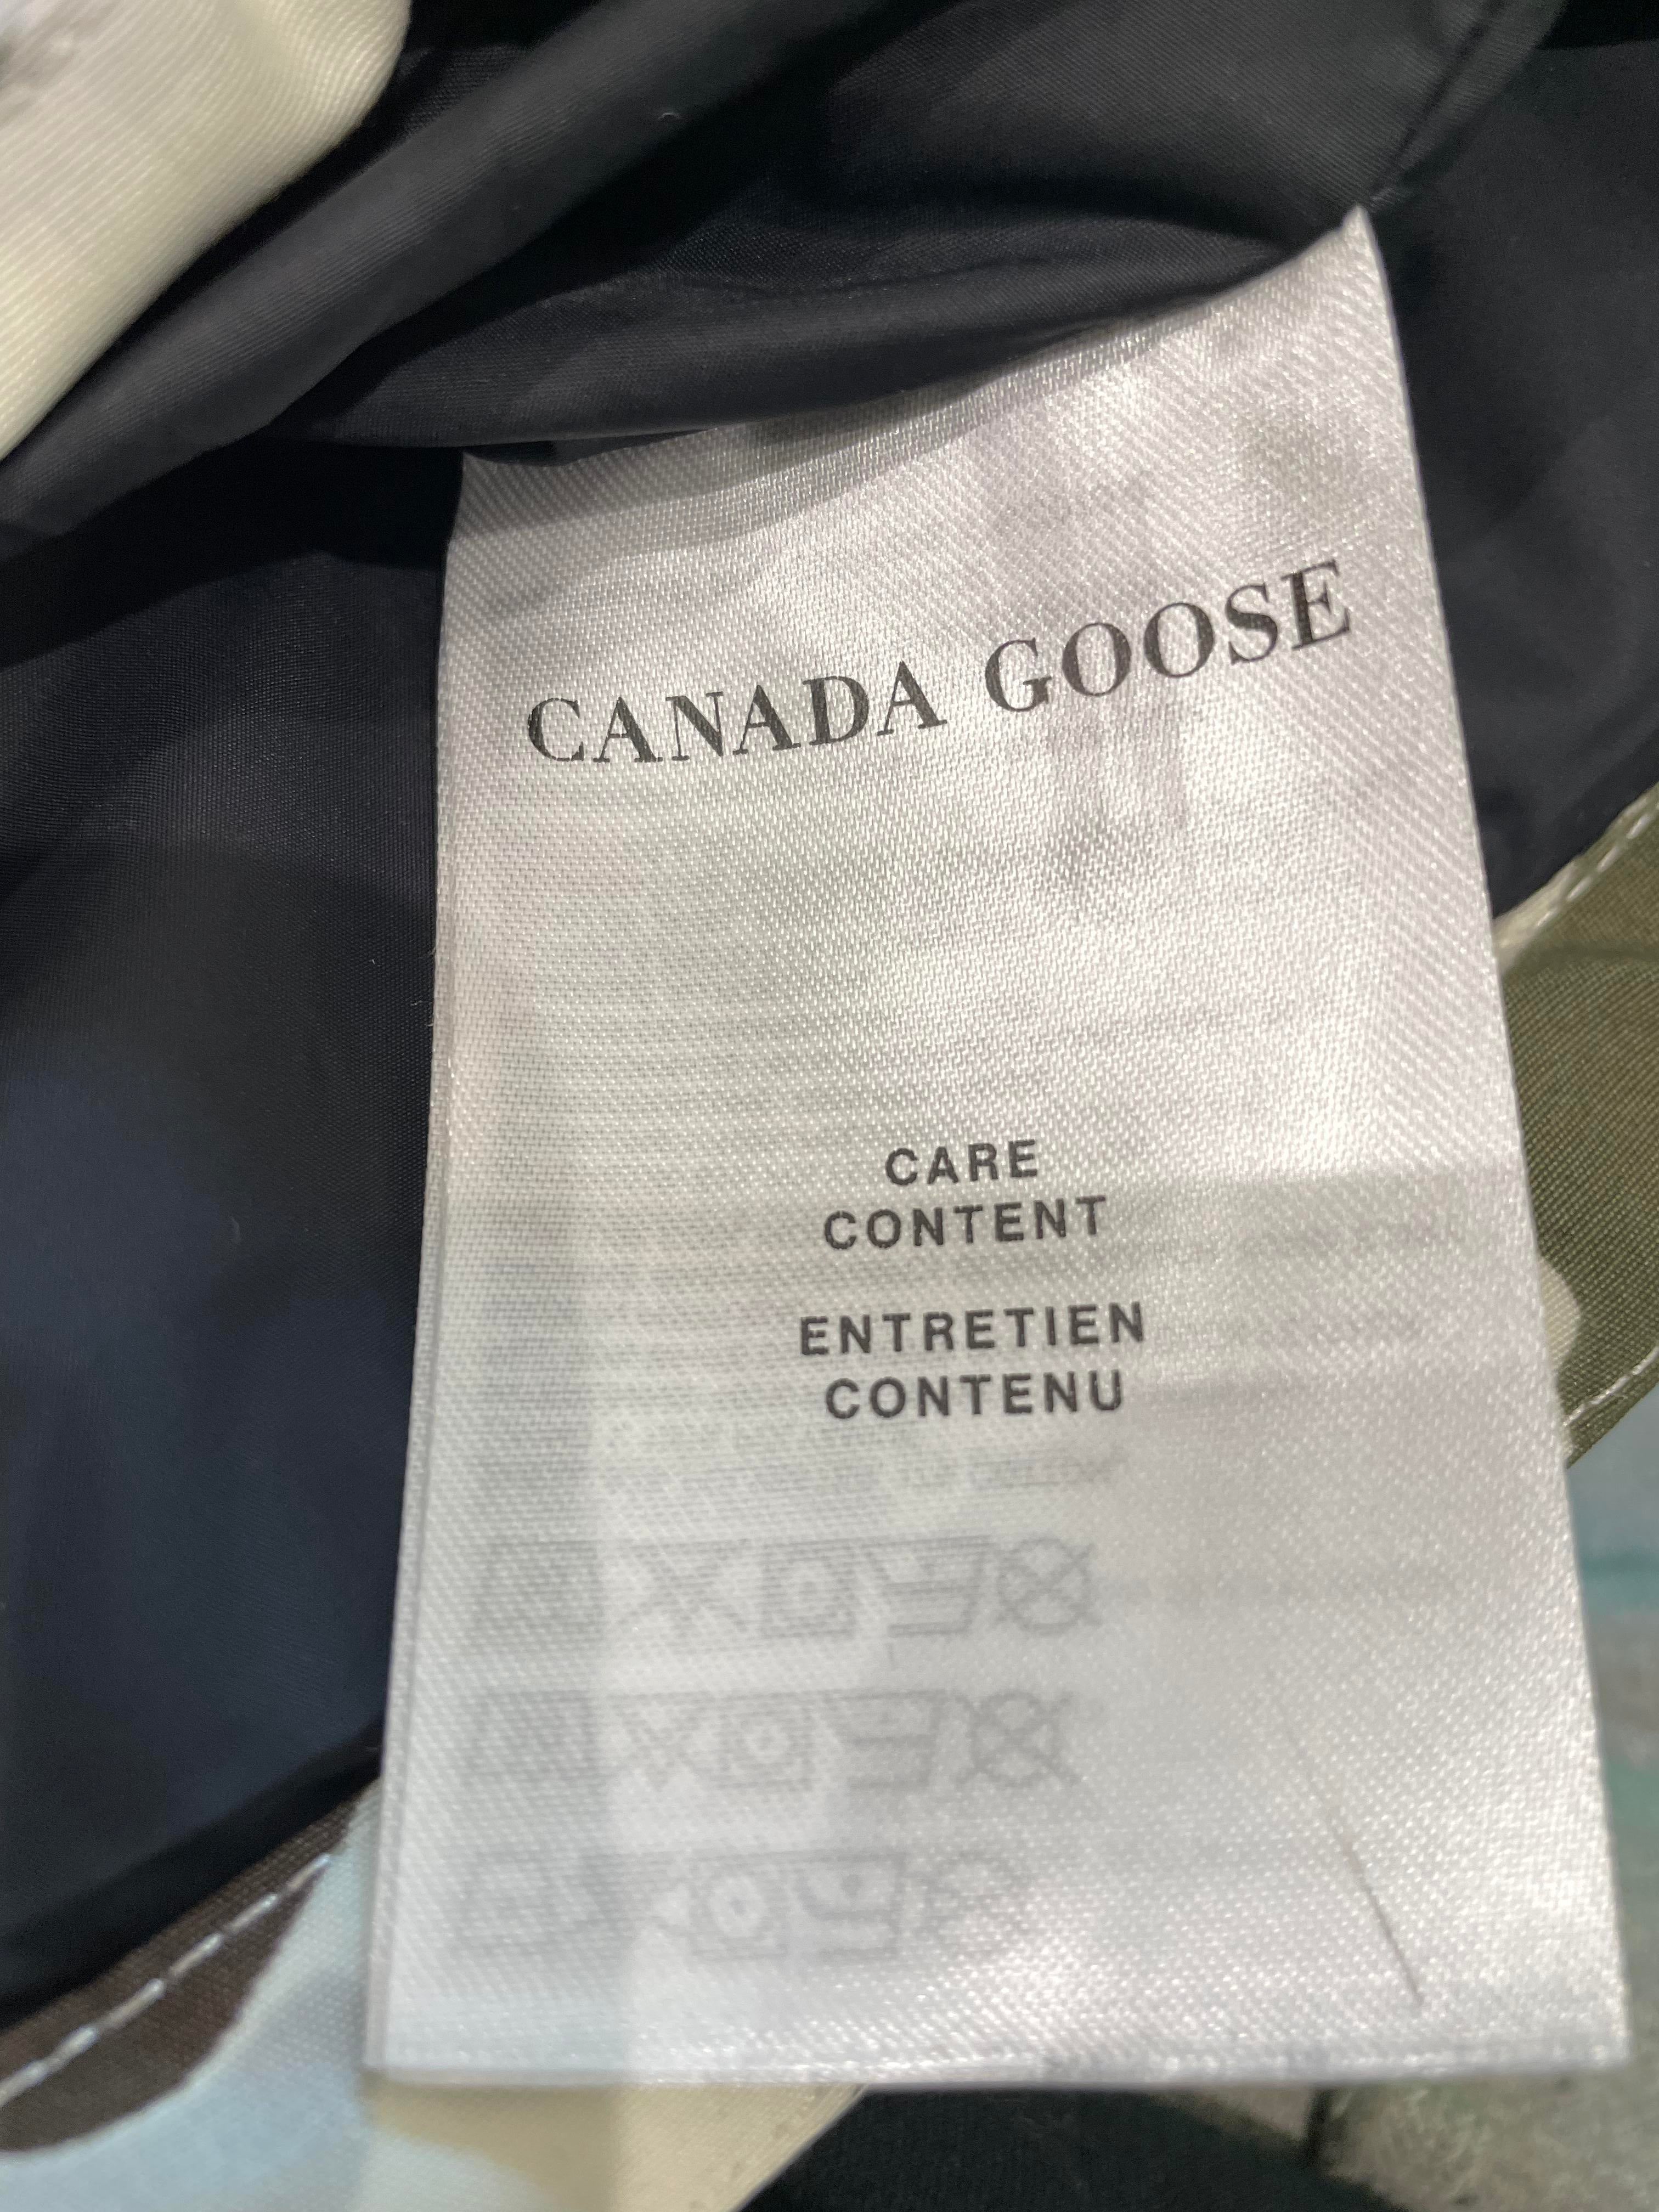 CANADA GOOSE
CARE
CONTENT
ENTRETIEN
CONTENU